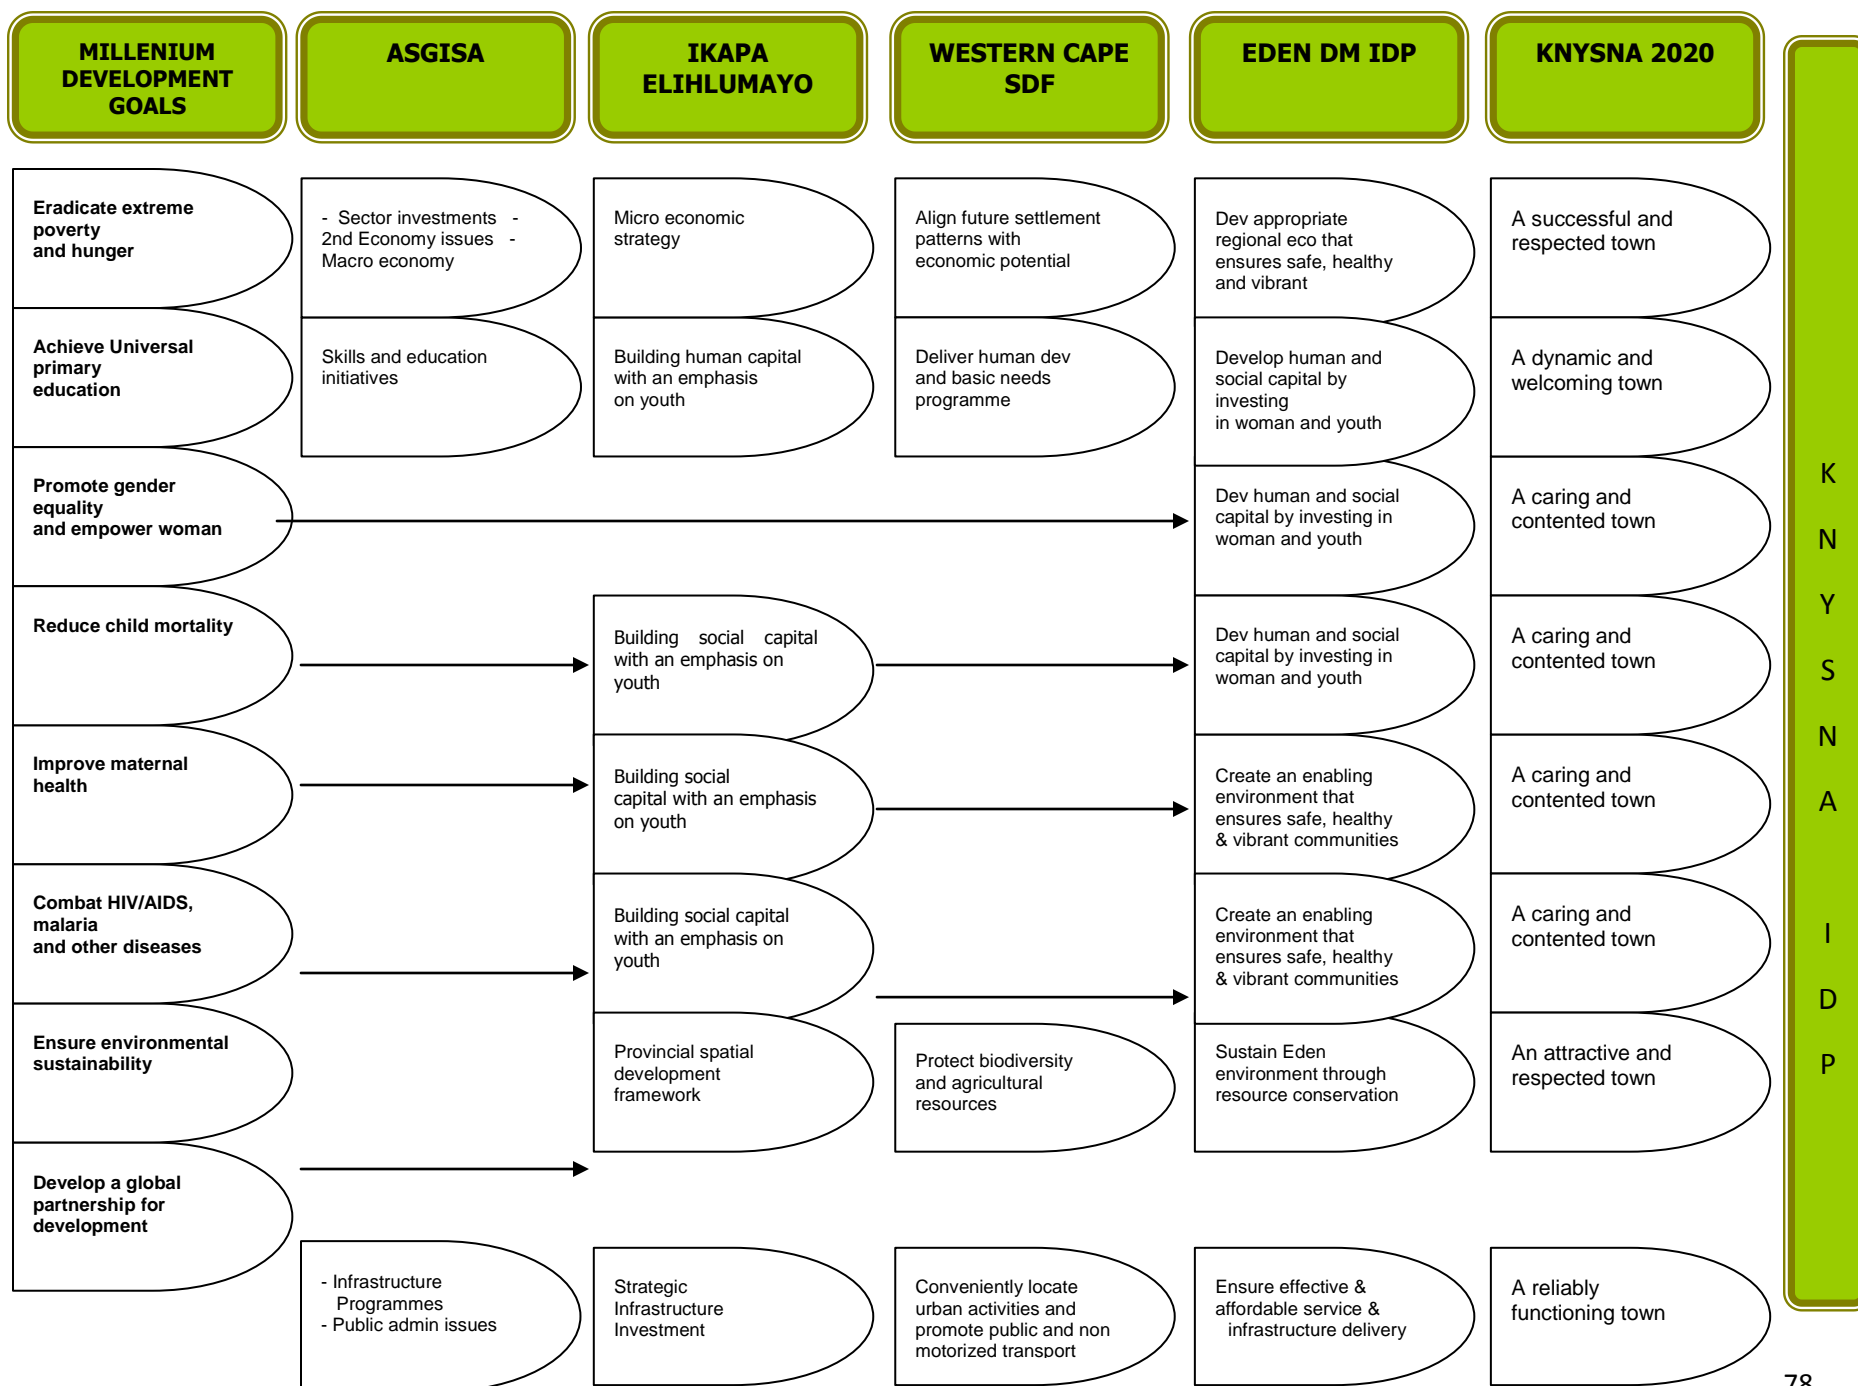 MILLENIUM
DEVELOPMENT
GOALS
ASGISA
IKAPA
ELIHLUMAYO
WESTERN CAPE
SDF
EDEN DM IDP
KNYSNA 2020
Eradicate extreme
poverty
and hunger
- Sector investments -
2nd Economy issues -
Macro economy
Micro economic
strategy
Align future settlement
patterns with
economic potential
Dev appropriate
regional eco that
ensures safe, healthy
and vibrant
A successful and
respected town
Achieve Universal
primary
education
Skills and education
initiatives
Building human capital
with an emphasis
on youth
Deliver human dev
and basic needs
programme
Develop human and
social capital by
investing
in woman and youth
A dynamic and
welcoming town
Promote gender
equality
and empower woman
Dev human and social
capital by investing in
woman and youth
A caring and
contented town
Reduce child mortality
Building social capital
with an emphasis on
youth
Dev human and social
capital by investing in
woman and youth
A caring and
contented town
Improve maternal
health
Building social
capital with an emphasis
on youth
Create an enabling
environment that
ensures safe, healthy
& vibrant communities
A caring and
contented town
Combat HIV/AIDS,
malaria
and other diseases
Building social capital
with an emphasis on
youth
Create an enabling
environment that
ensures safe, healthy
& vibrant communities
A caring and
contented town
Ensure environmental
sustainability
Provincial spatial
development
framework
Protect biodiversity
and agricultural
resources
Sustain Eden
environment through
resource conservation
An attractive and
respected town
Develop a global
partnership for
development
- Infrastructure
Programmes
- Public admin issues
Strategic
Infrastructure
Investment
Conveniently locate
urban activities and
promote public and non
motorized transport
Ensure effective &
affordable service &
infrastructure delivery
A reliably
functioning town
K
N
Y
S
N
A
I
D
P
78